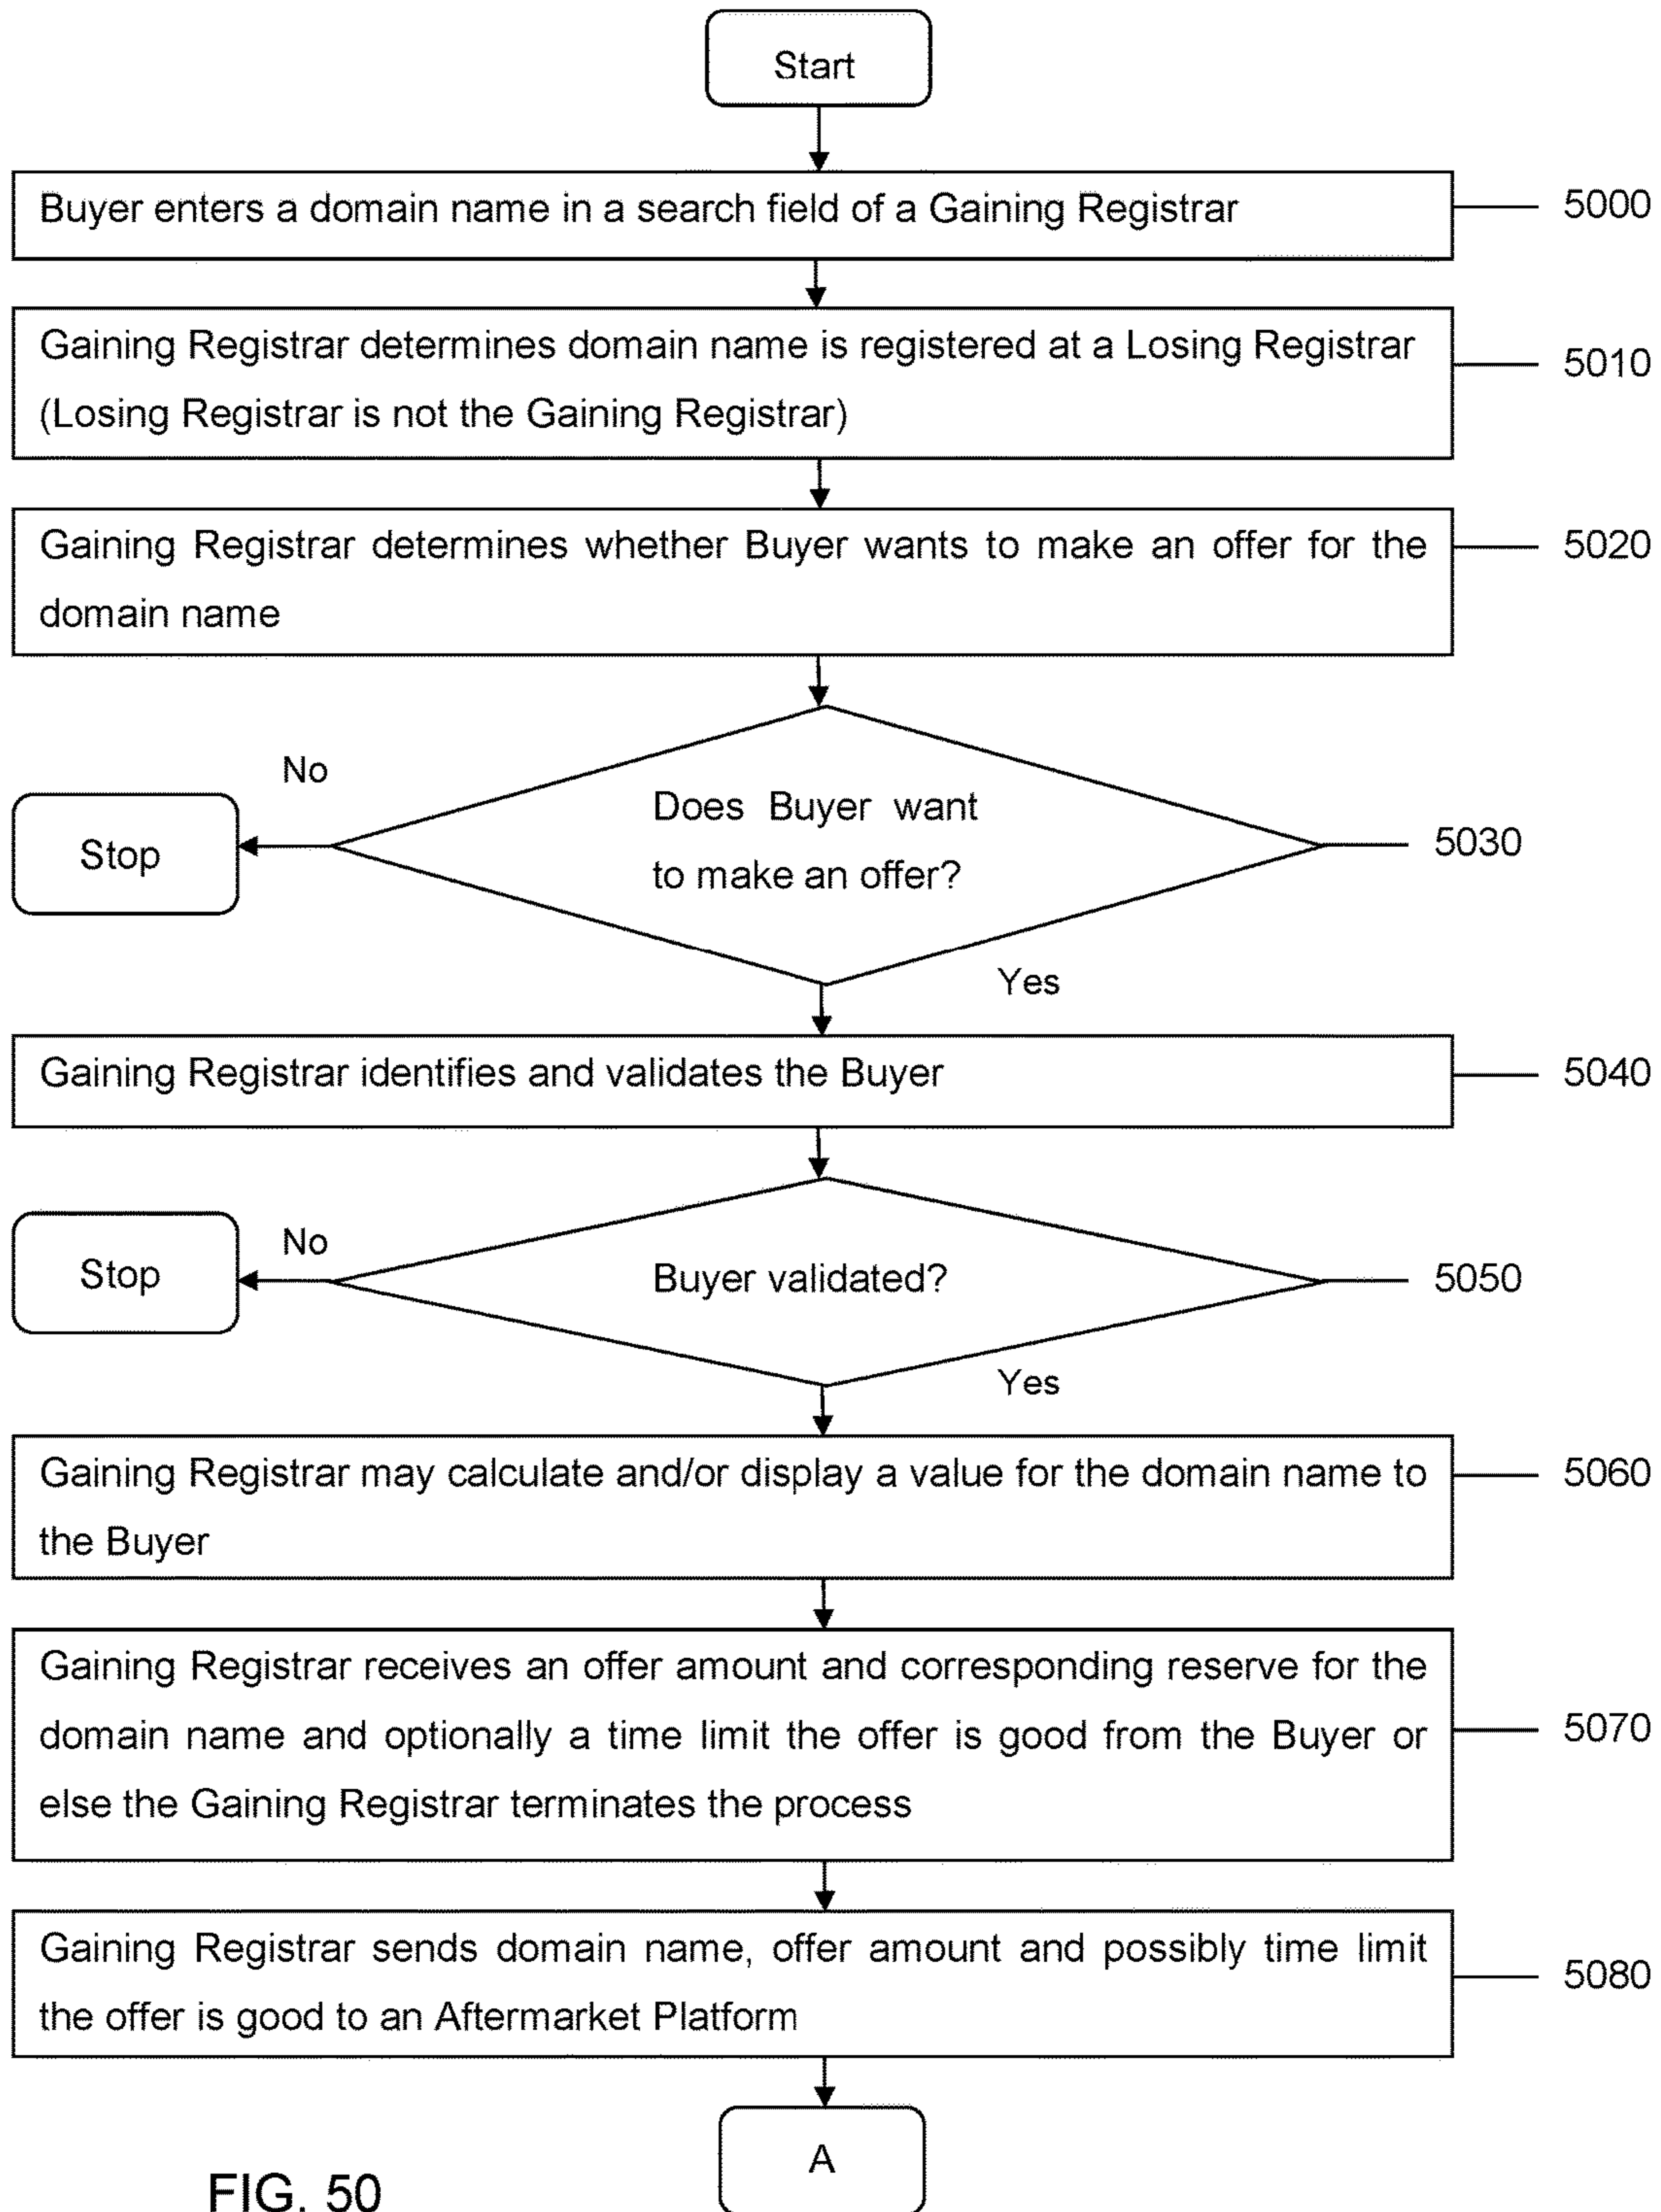 Start
Buyer enters a domain name in a search field of a Gaining Registrar
5000
Gaining Registrar determines domain name is registered at a Losing Registrar
(Losing Registrar is not the Gaining Registrar)
5010
Gaining Registrar determines whether Buyer wants to make an offer for the
domain name
5020
No
Stop
Does Buyer want
to make an offer?
5030
Yes
Gaining Registrar identifies and validates the Buyer
5040
No
Stop
Buyer validated?
5050
Yes
Gaining Registrar may calculate and/or display a value for the domain name to
the Buyer
5060
Gaining Registrar receives an offer amount and corresponding reserve for the
domain name and optionally a time limit the offer is good from the Buyer or
else the Gaining Registrar terminates the process
5070
Gaining Registrar sends domain name, offer amount and possibly time limit
the offer is good to an Aftermarket Platform
5080
A
FIG. 50